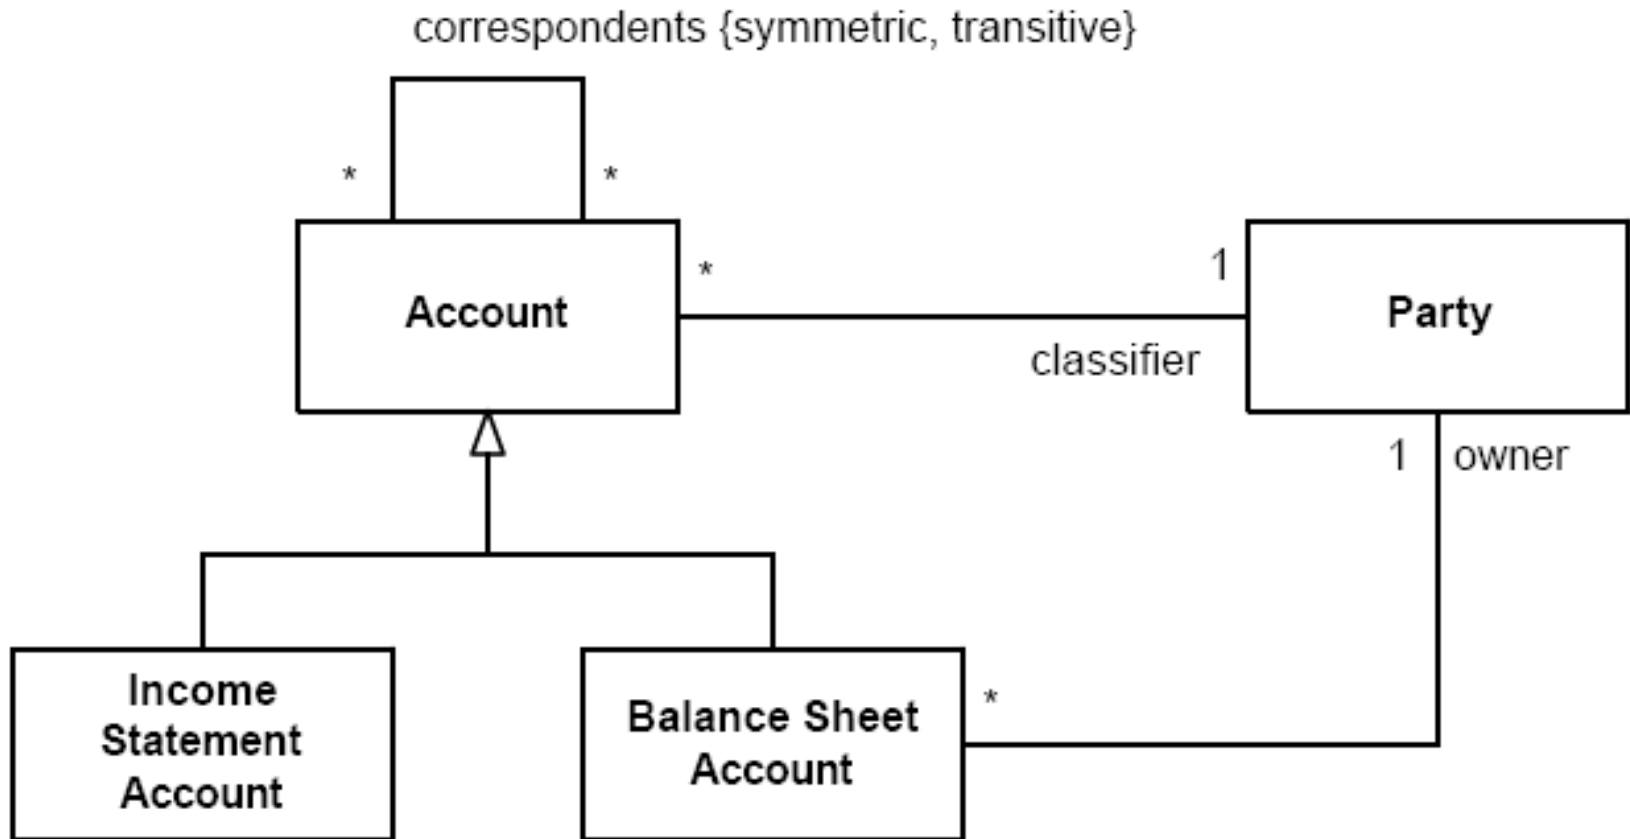 correspondents {symmetric, transitive}
* *
Account
* 1
classifier
Party
1 owner
Income
Statement
Account
Balance Sheet
Account
*